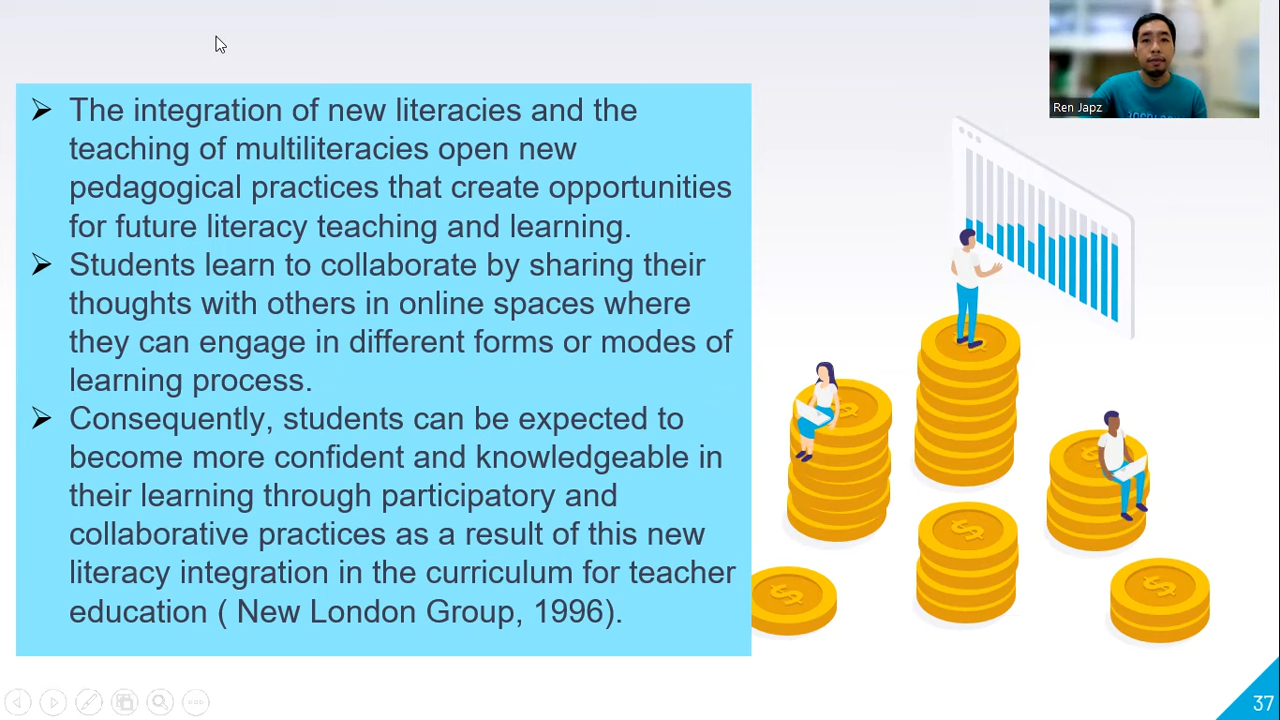 Ren Japz
➢ The integration of new literacies and the
teaching of multiliteracies open new
pedagogical practices that create opportunities
for future literacy teaching and learning.
➢ Students learn to collaborate by sharing their
thoughts with others in online spaces where
they can engage in different forms or modes of
learning process.
➢ Consequently, students can be expected to
become more confident and knowledgeable in
their learning through participatory and
collaborative practices as a result of this new
literacy integration in the curriculum for teacher
education ( New London Group, 1996).
37